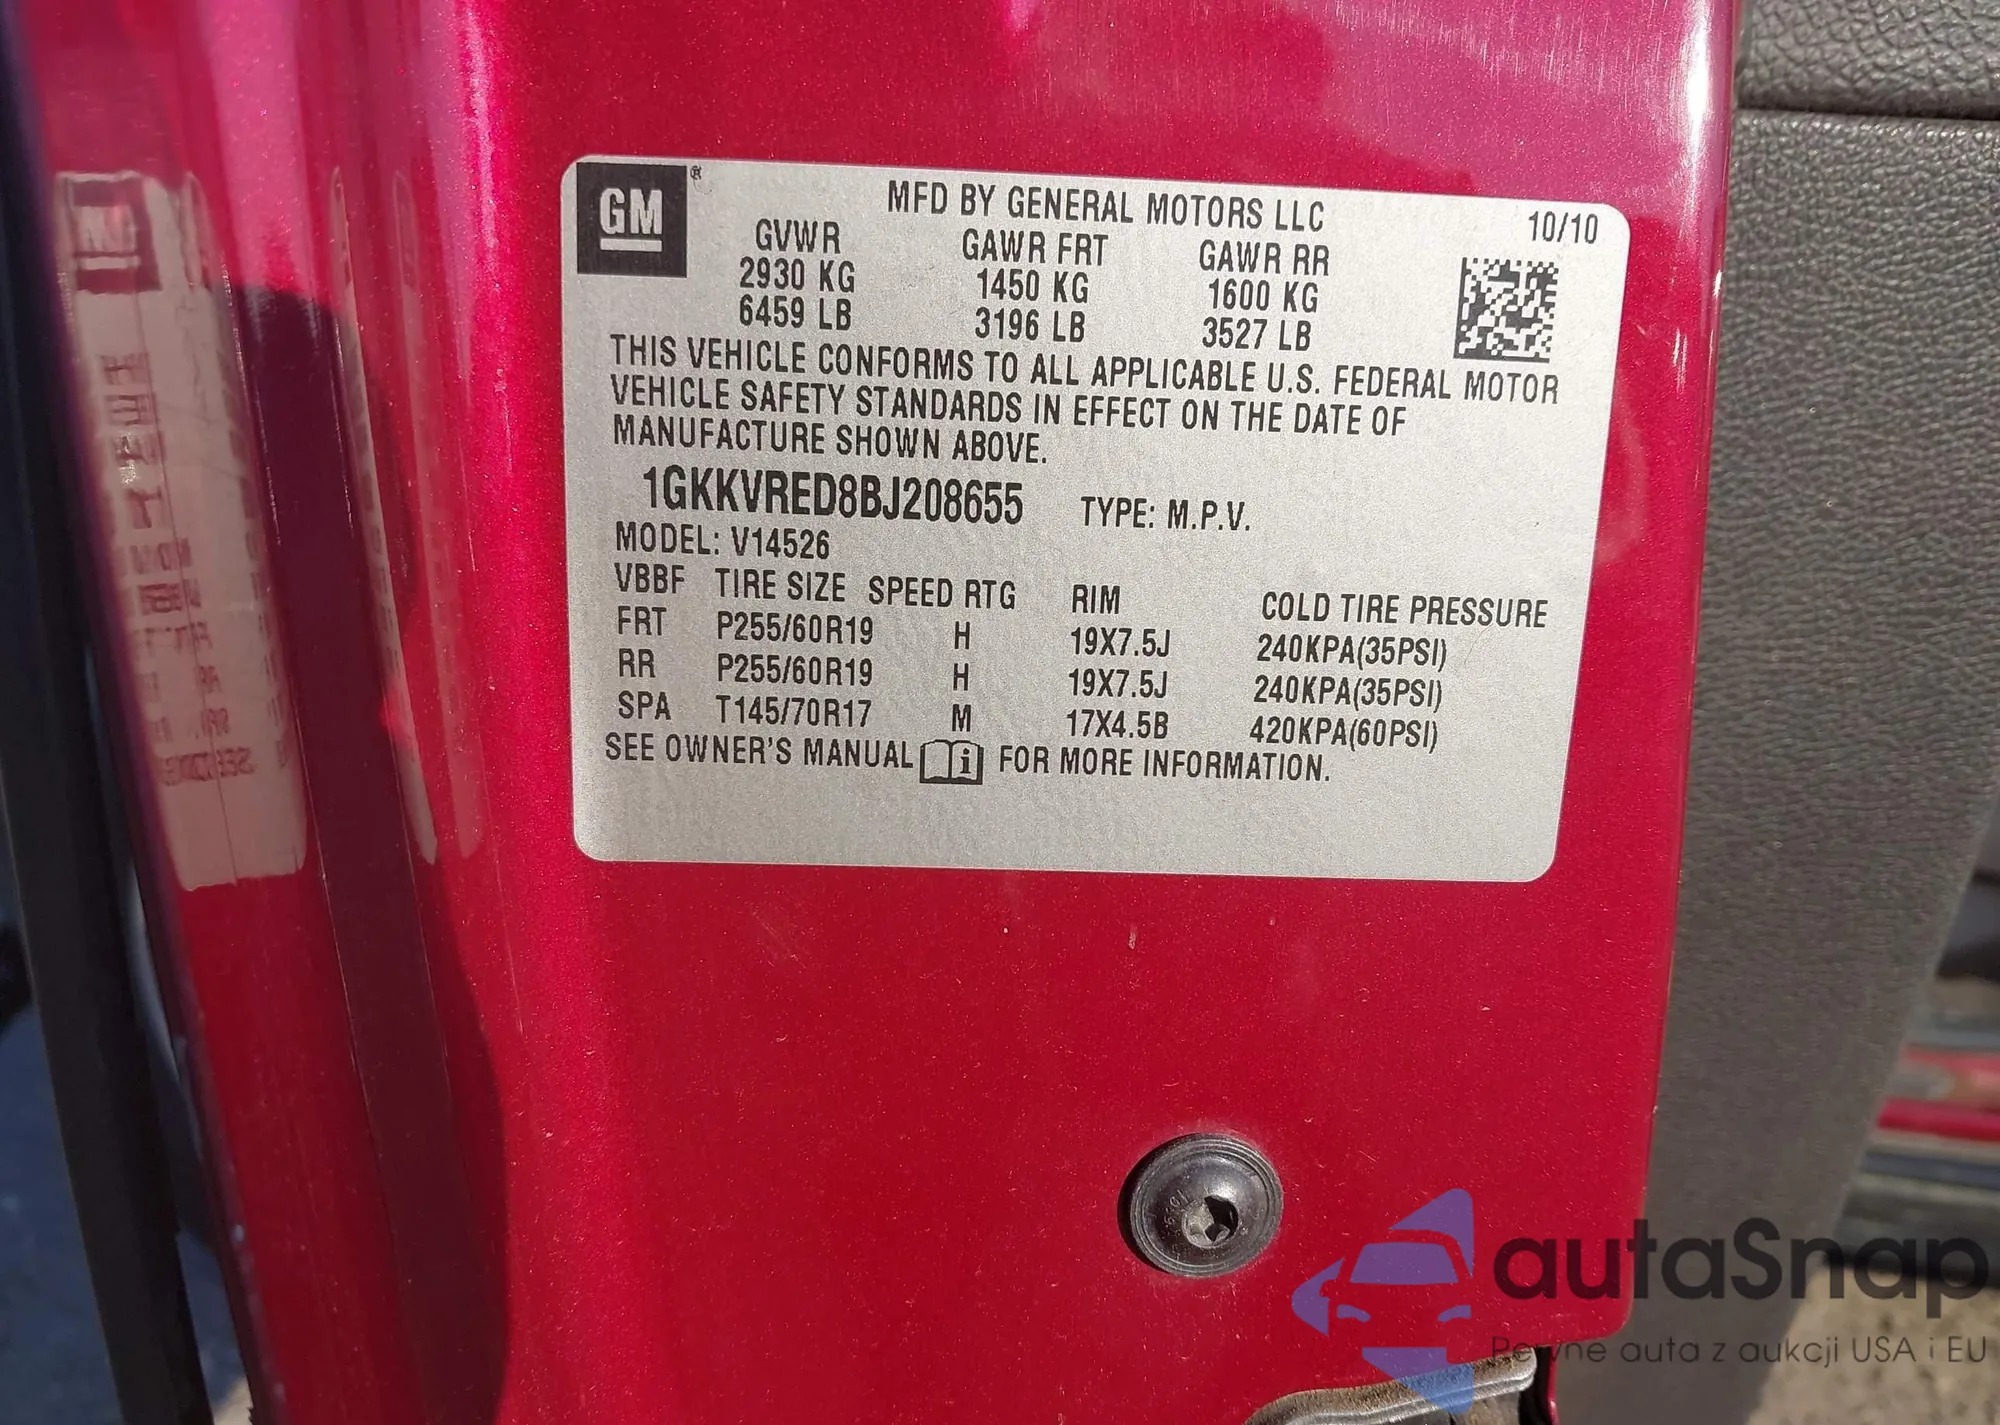 GM ®
MFD BY GENERAL MOTORS LLC 10/10
GVWR GAWR FRT GAWR RR
2930 KG 1450 KG 1600 KG
6459 LB 3196 LB 3527 LB
THIS VEHICLE CONFORMS TO ALL APPLICABLE U.S. FEDERAL MOTOR
VEHICLE SAFETY STANDARDS IN EFFECT ON THE DATE OF
MANUFACTURE SHOWN ABOVE.
1GKKVRED8BJ208655 TYPE: M.P.V.
MODEL: V14526
VBBF TIRE SIZE SPEED RTG RIM COLD TIRE PRESSURE
FRT P255/60R19 H 19X7.5J 240KPA(35PSI)
RR P255/60R19 H 19X7.5J 240KPA(35PSI)
SPA T145/70R17 M 17X4.5B 420KPA(60PSI)
SEE OWNER'S MANUAL i FOR MORE INFORMATION.
autaSnap
Pewne auta z aukcji USA i EU